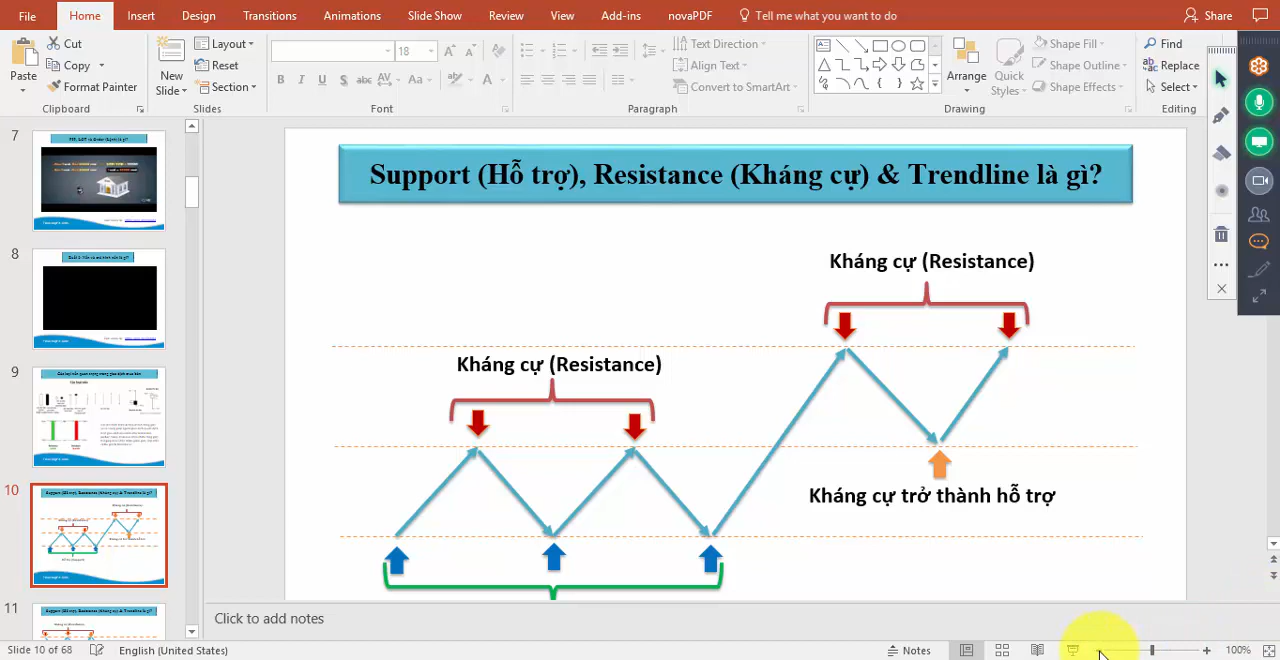 File Home Insert Design Transitions Animations Slide Show Review View Add-ins novaPDF Tell me what you want to do Share
Cut Layout 18 Text Direction Shape Fill Find
Copy Reset Align Text Shape Outline Replace
Paste Format Painter New Slide Section B I U S abc AV Aa A Convert to SmartArt Arrange Quick Styles Shape Effects Select
Clipboard Slides Font Paragraph Drawing Editing
7
8
9
10
11
Support (Hỗ trợ), Resistance (Kháng cự) & Trendline là gì?
Kháng cự (Resistance)
Kháng cự (Resistance)
Kháng cự trở thành hỗ trợ
Click to add notes
Slide 10 of 68 English (United States) Notes 100%